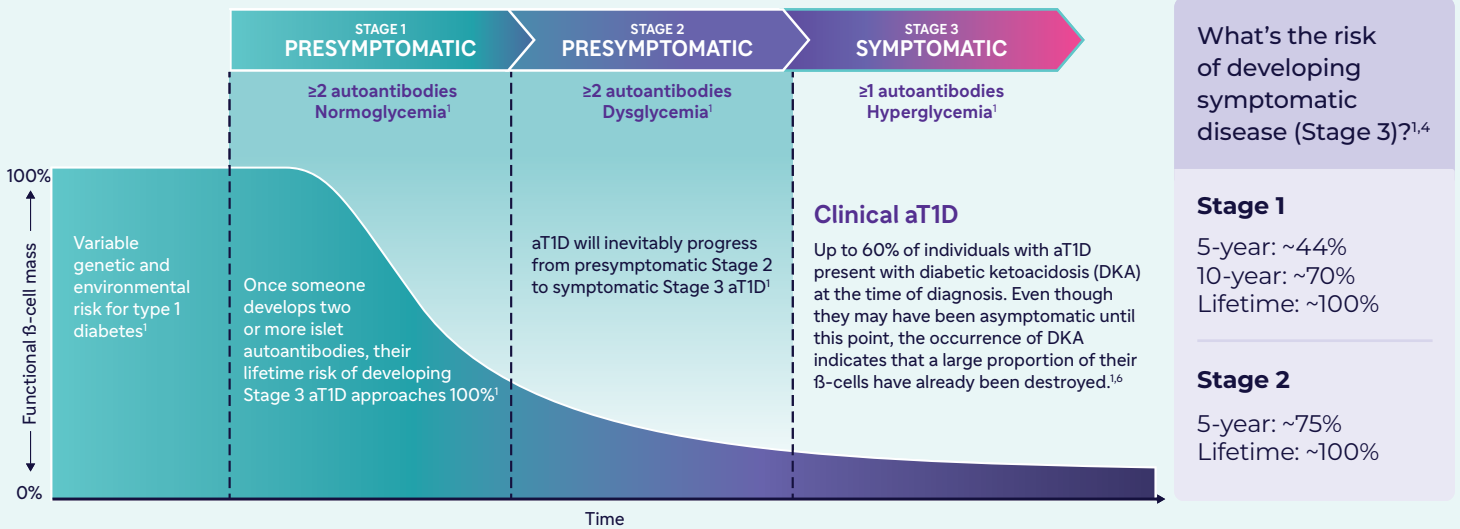 STAGE 1
PRESYMPTOMATIC
STAGE 2
PRESYMPTOMATIC
STAGE 3
SYMPTOMATIC
≥2 autoantibodies
Normoglycemia¹
≥2 autoantibodies
Dysglycemia¹
≥1 autoantibodies
Hyperglycemia¹
100%
Functional ß-cell mass
0%
Variable
genetic and
environmental
risk for type 1
diabetes¹
Once someone
develops two
or more islet
autoantibodies, their
lifetime risk of developing
Stage 3 aT1D approaches 100%¹
aT1D will inevitably progress
from presymptomatic Stage 2
to symptomatic Stage 3 aT1D¹
Clinical aT1D
Up to 60% of individuals with aT1D
present with diabetic ketoacidosis (DKA)
at the time of diagnosis. Even though
they may have been asymptomatic until
this point, the occurrence of DKA
indicates that a large proportion of their
ß-cells have already been destroyed.¹,⁶
Time
What’s the risk
of developing
symptomatic
disease (Stage 3)?¹,⁴
Stage 1
5-year: ~44%
10-year: ~70%
Lifetime: ~100%
Stage 2
5-year: ~75%
Lifetime: ~100%